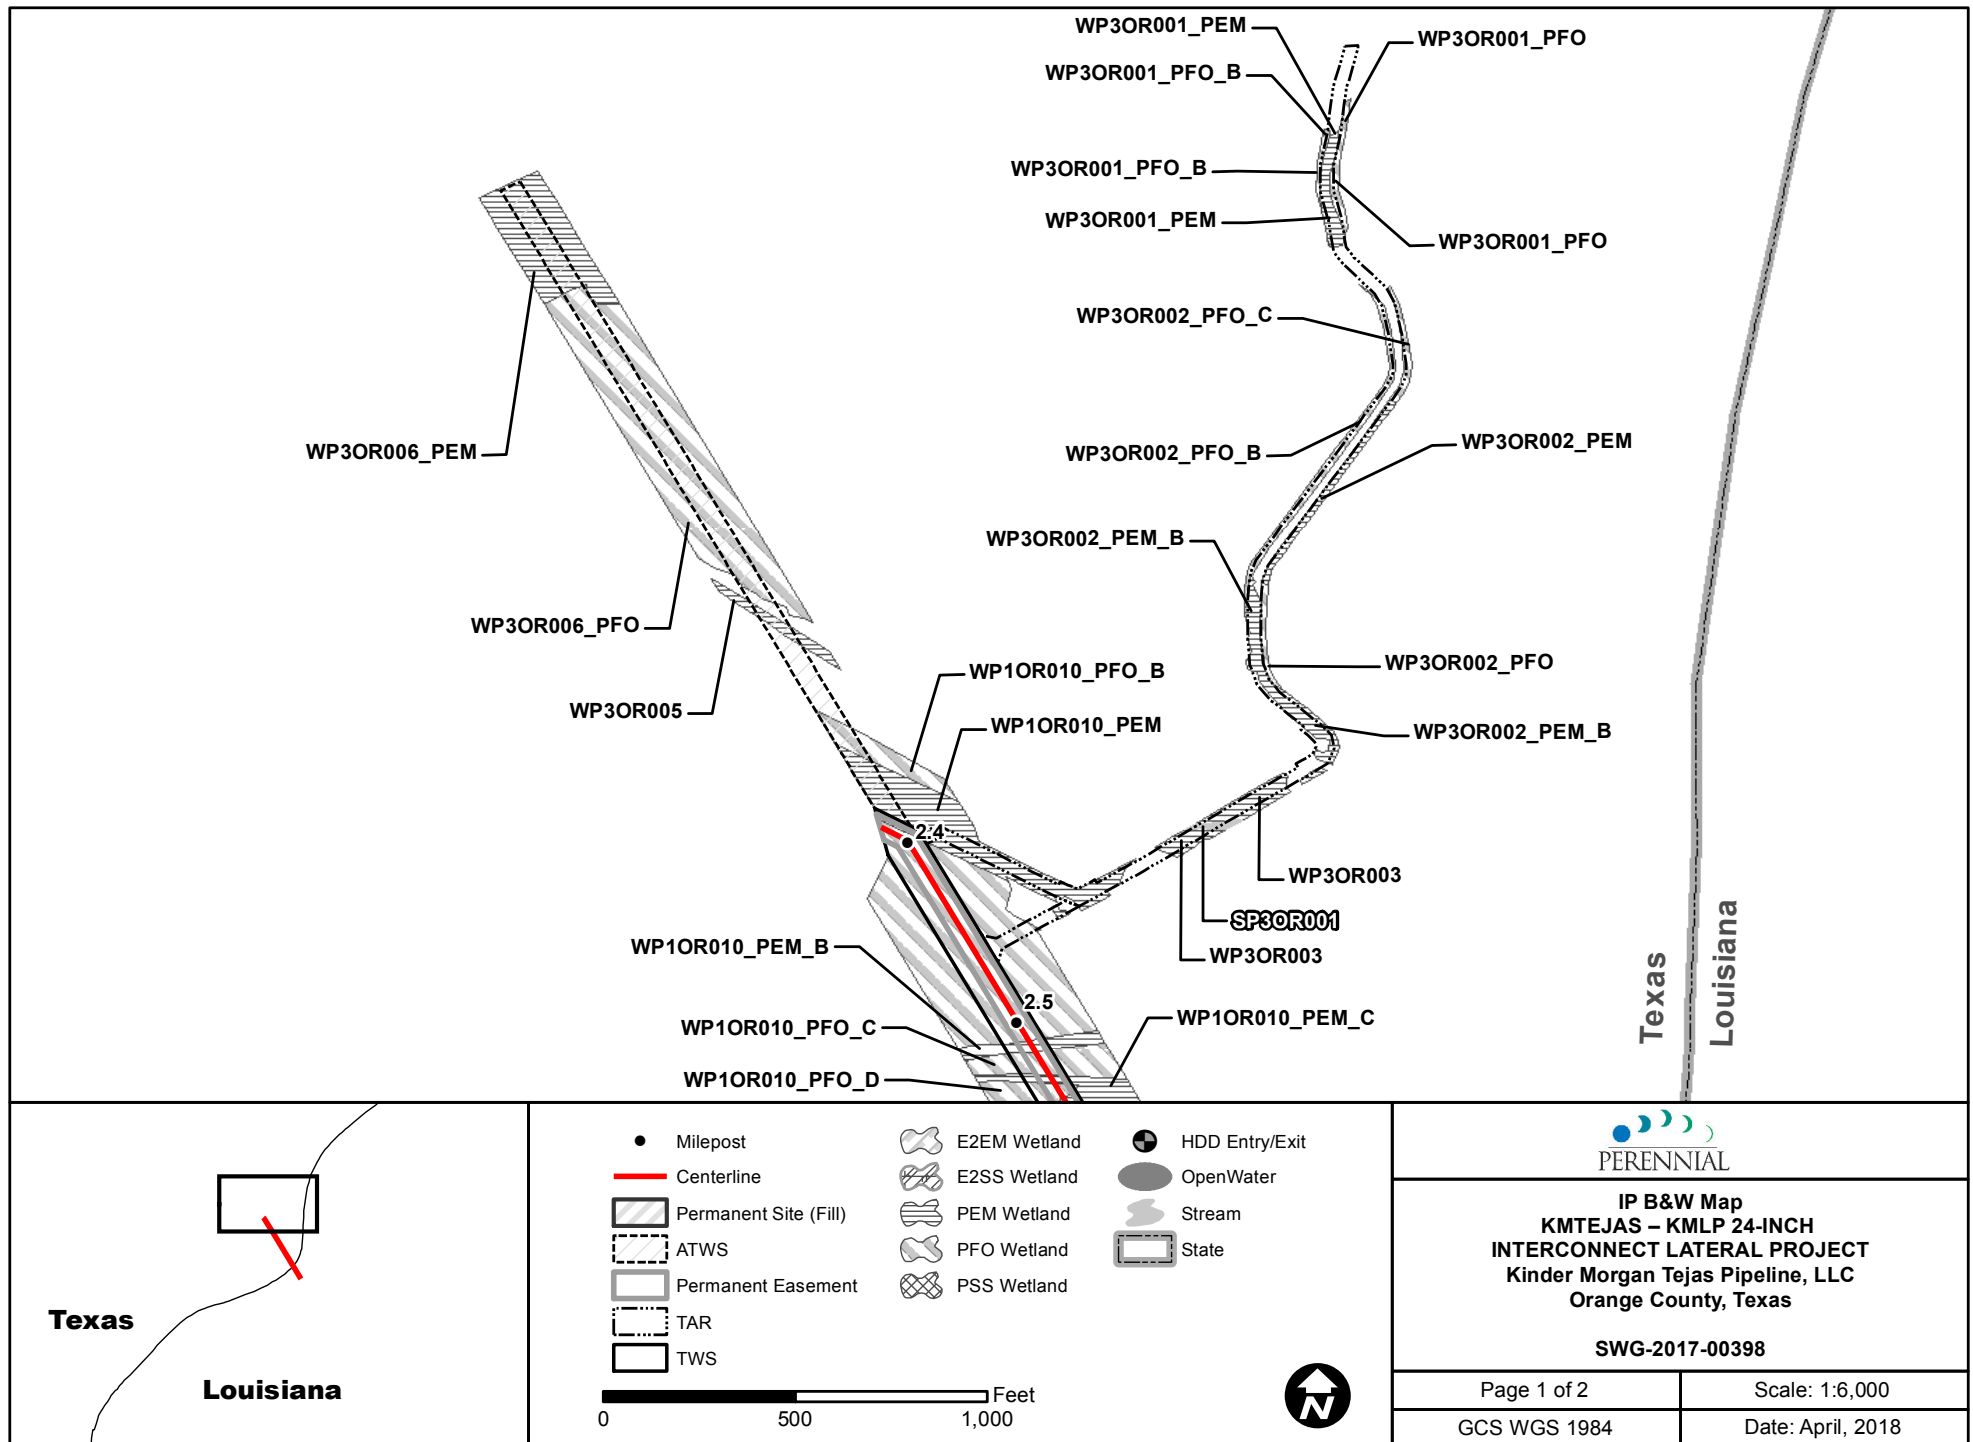 WP3OR001_PEM
WP3OR001_PFO
WP3OR001_PFO_B
WP3OR001_PFO_B
WP3OR001_PEM
WP3OR001_PFO
WP3OR002_PFO_C
WP3OR006_PEM
WP3OR002_PFO_B
WP3OR002_PEM
WP3OR002_PEM_B
WP3OR006_PFO
WP3OR005
WP1OR010_PFO_B
WP3OR002_PFO
WP1OR010_PEM
WP3OR002_PEM_B
2.4
WP3OR003
SP3OR001
WP3OR003
WP1OR010_PEM_B
2.5
WP1OR010_PFO_C
WP1OR010_PEM_C
WP1OR010_PFO_D
Texas
Louisiana
Texas
Louisiana
Milepost
Centerline
Permanent Site (Fill)
ATWS
Permanent Easement
TAR
TWS
E2EM Wetland
E2SS Wetland
PEM Wetland
PFO Wetland
PSS Wetland
HDD Entry/Exit
OpenWater
Stream
State
Feet
0 500 1,000
N
PERENNIAL
IP B&W Map
KMTEJAS – KMLP 24-INCH
INTERCONNECT LATERAL PROJECT
Kinder Morgan Tejas Pipeline, LLC
Orange County, Texas
SWG-2017-00398
Page 1 of 2
Scale: 1:6,000
GCS WGS 1984
Date: April, 2018